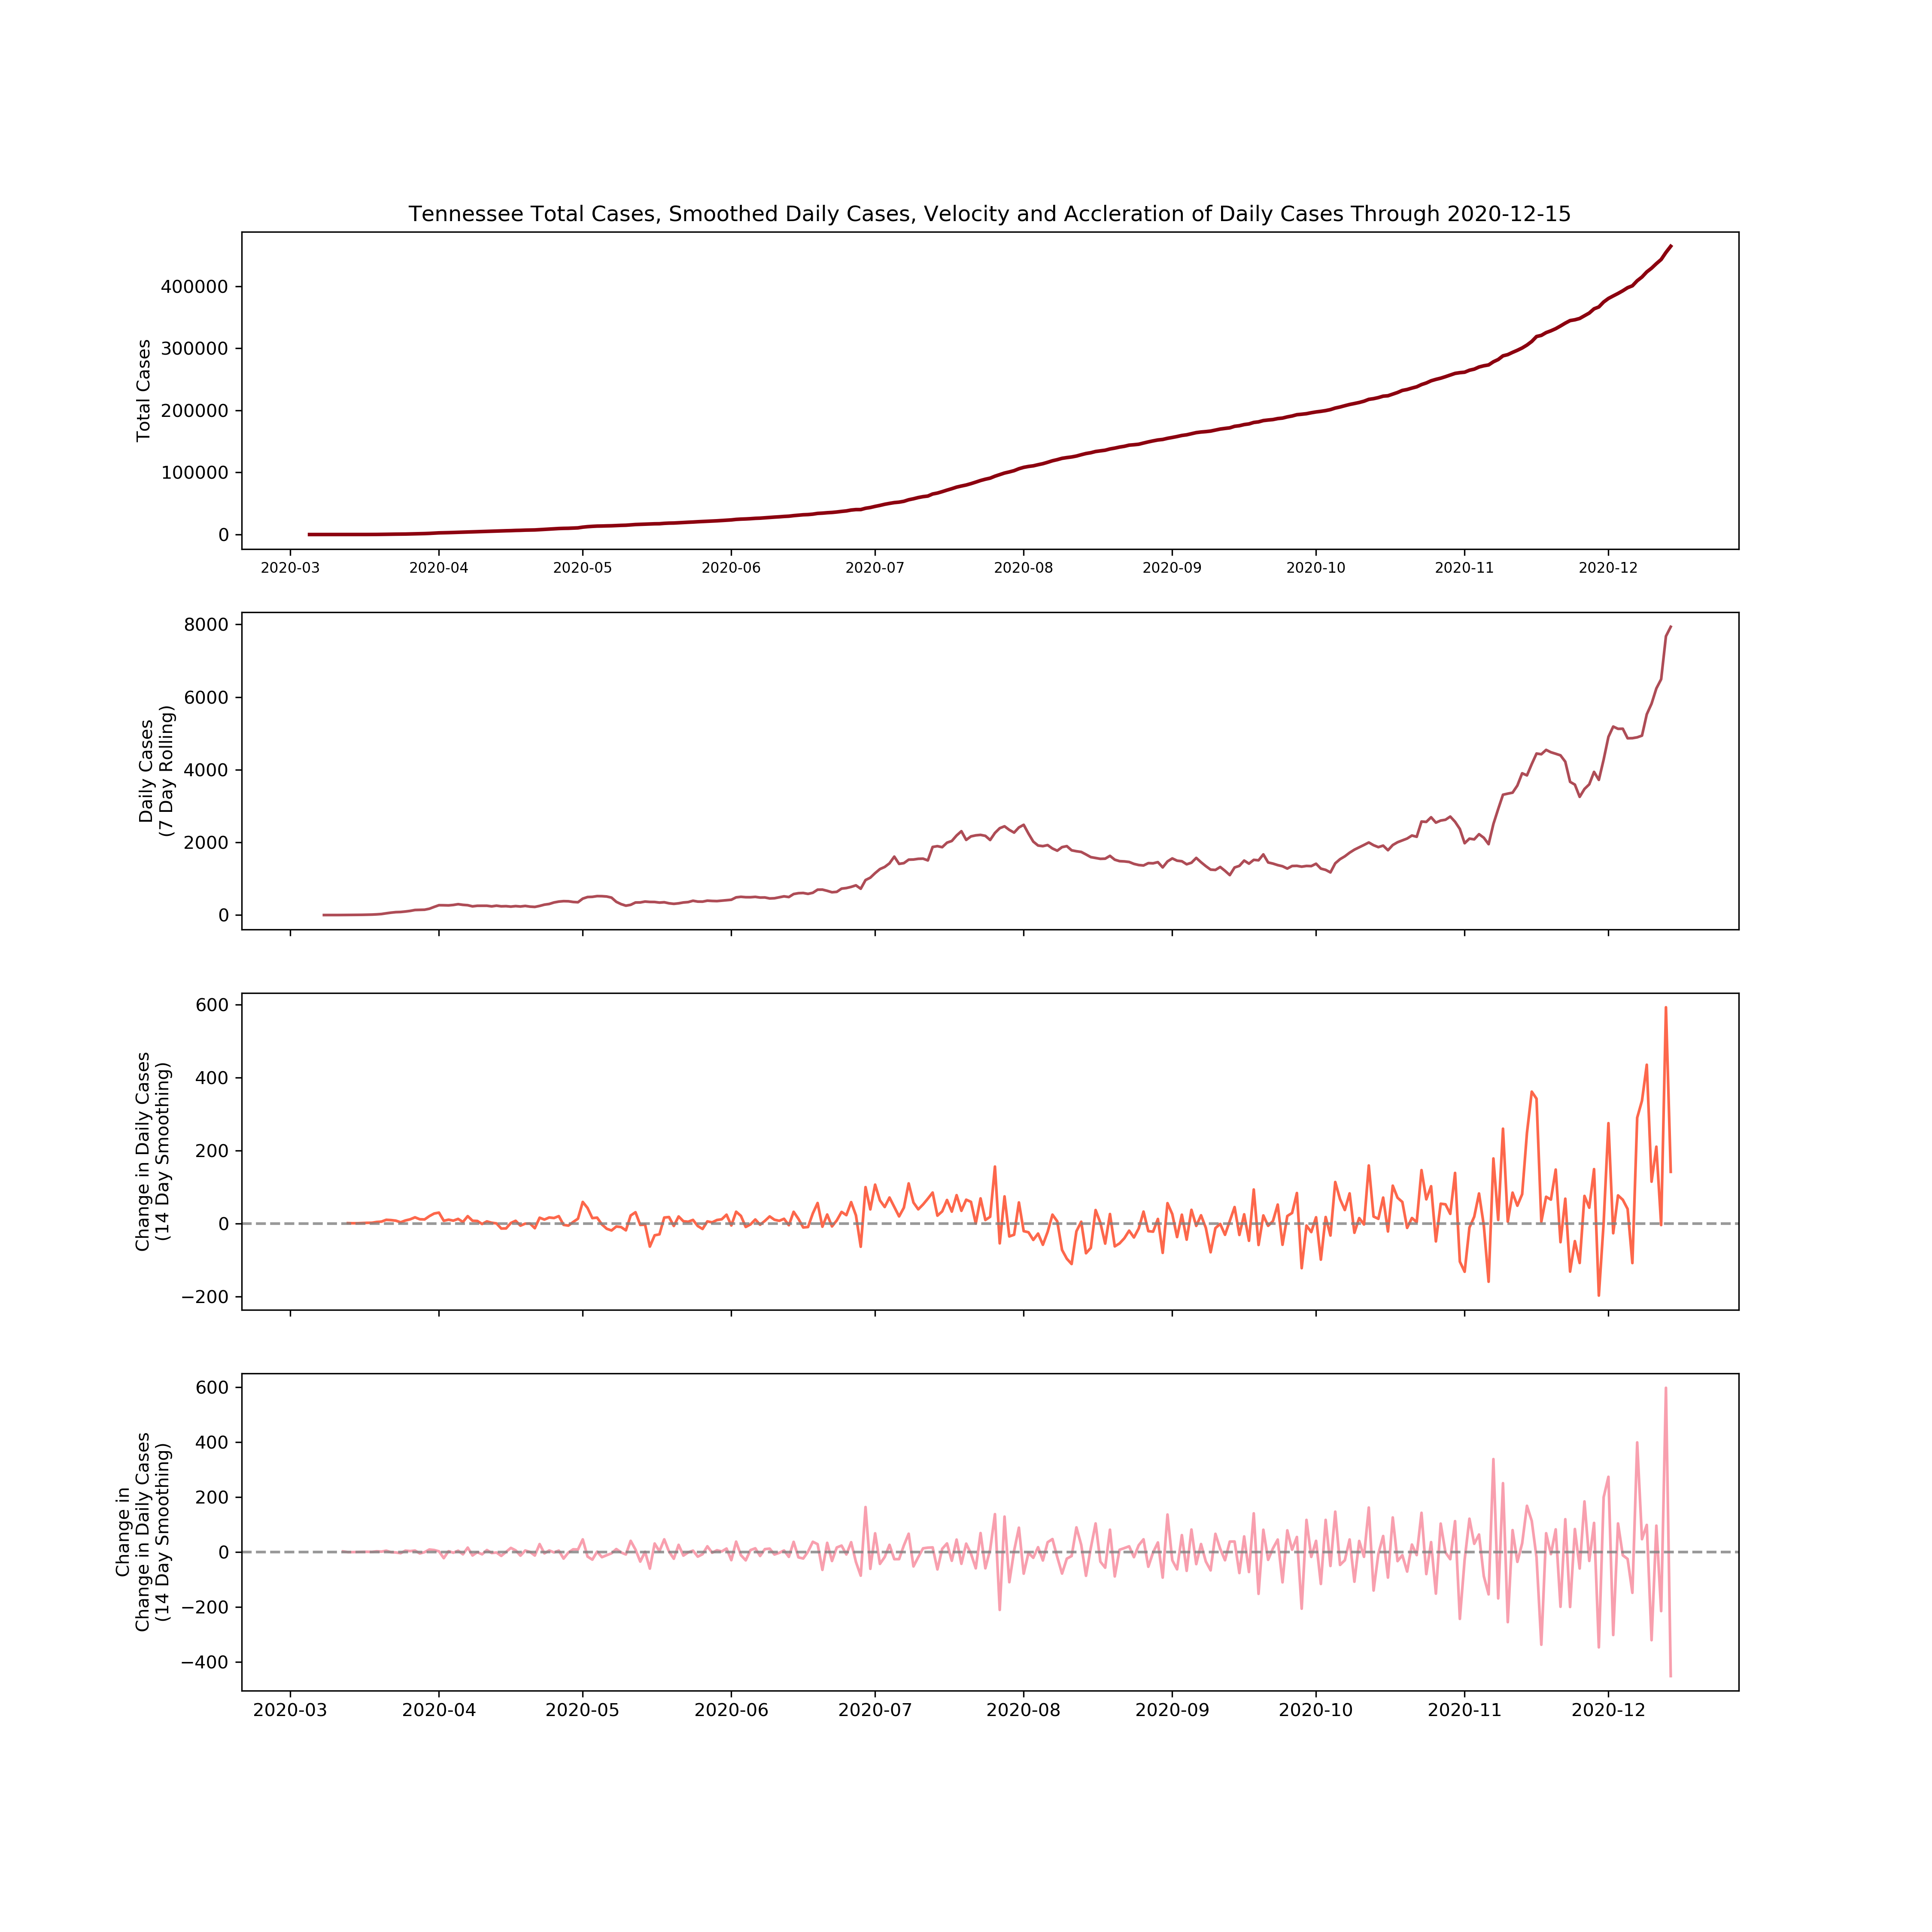 Tennessee Total Cases, Smoothed Daily Cases, Velocity and Accleration of Daily Cases Through 2020-12-15
Total Cases
400000
300000
200000
100000
0
2020-03 2020-04 2020-05 2020-06 2020-07 2020-08 2020-09 2020-10 2020-11 2020-12
Daily Cases
(7 Day Rolling)
8000
6000
4000
2000
0
Change in Daily Cases
(14 Day Smoothing)
600
400
200
0
−200
Change in
Change in Daily Cases
(14 Day Smoothing)
600
400
200
0
−200
−400
2020-03 2020-04 2020-05 2020-06 2020-07 2020-08 2020-09 2020-10 2020-11 2020-12